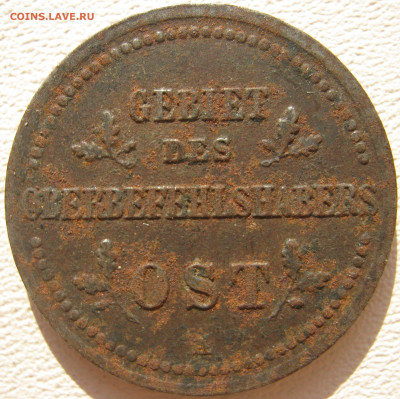 COINS.LAVE.RU
GEBIET
DES
OBERBEFEHLSHABERS
OST
A